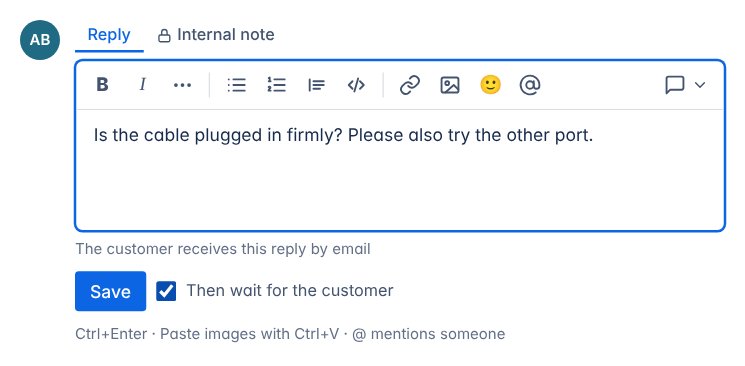 AB
Reply
Internal note
B I
Is the cable plugged in firmly? Please also try the other port.
The customer receives this reply by email
Save
Then wait for the customer
Ctrl+Enter · Paste images with Ctrl+V · @ mentions someone